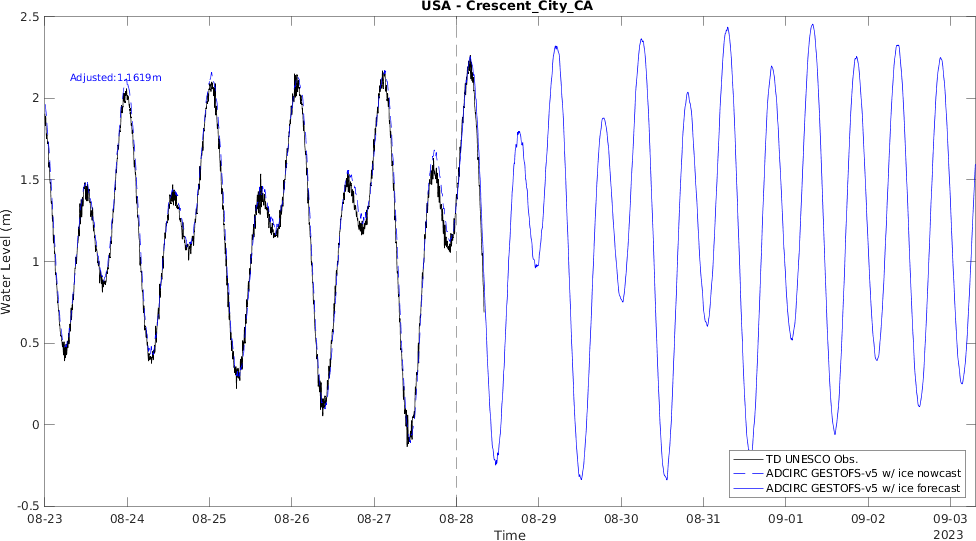 USA - Crescent_City_CA
Adjusted:1.1619m
2.5
2
1.5
1
0.5
0
-0.5
Water Level (m)
TD UNESCO Obs.
ADCIRC GESTOFS-v5 w/ ice nowcast
ADCIRC GESTOFS-v5 w/ ice forecast
08-23 08-24 08-25 08-26 08-27 08-28 08-29 08-30 08-31 09-01 09-02 09-03
Time
2023